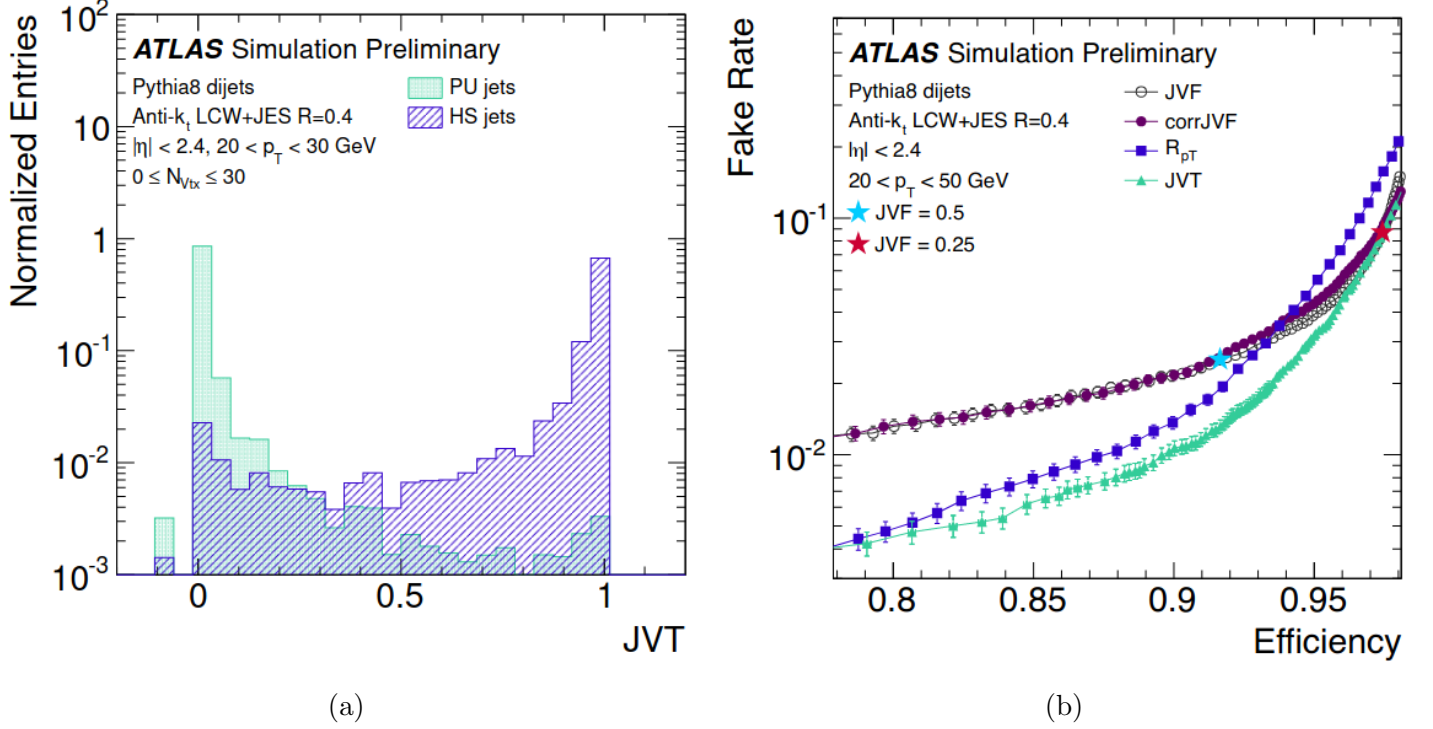 Normalized Entries
10²
10
1
10⁻¹
10⁻²
10⁻³
ATLAS Simulation Preliminary
Pythia8 dijets
Anti-kₜ LCW+JES R=0.4
|η| < 2.4, 20 < p_T < 30 GeV
0 ≤ N_Vtx ≤ 30
PU jets
HS jets
0
0.5
1
JVT
(a)
Fake Rate
10⁻¹
10⁻²
ATLAS Simulation Preliminary
Pythia8 dijets
Anti-kₜ LCW+JES R=0.4
|η| < 2.4
20 < p_T < 50 GeV
JVF = 0.5
JVF = 0.25
JVF
corrJVF
R_pT
JVT
0.8
0.85
0.9
0.95
Efficiency
(b)